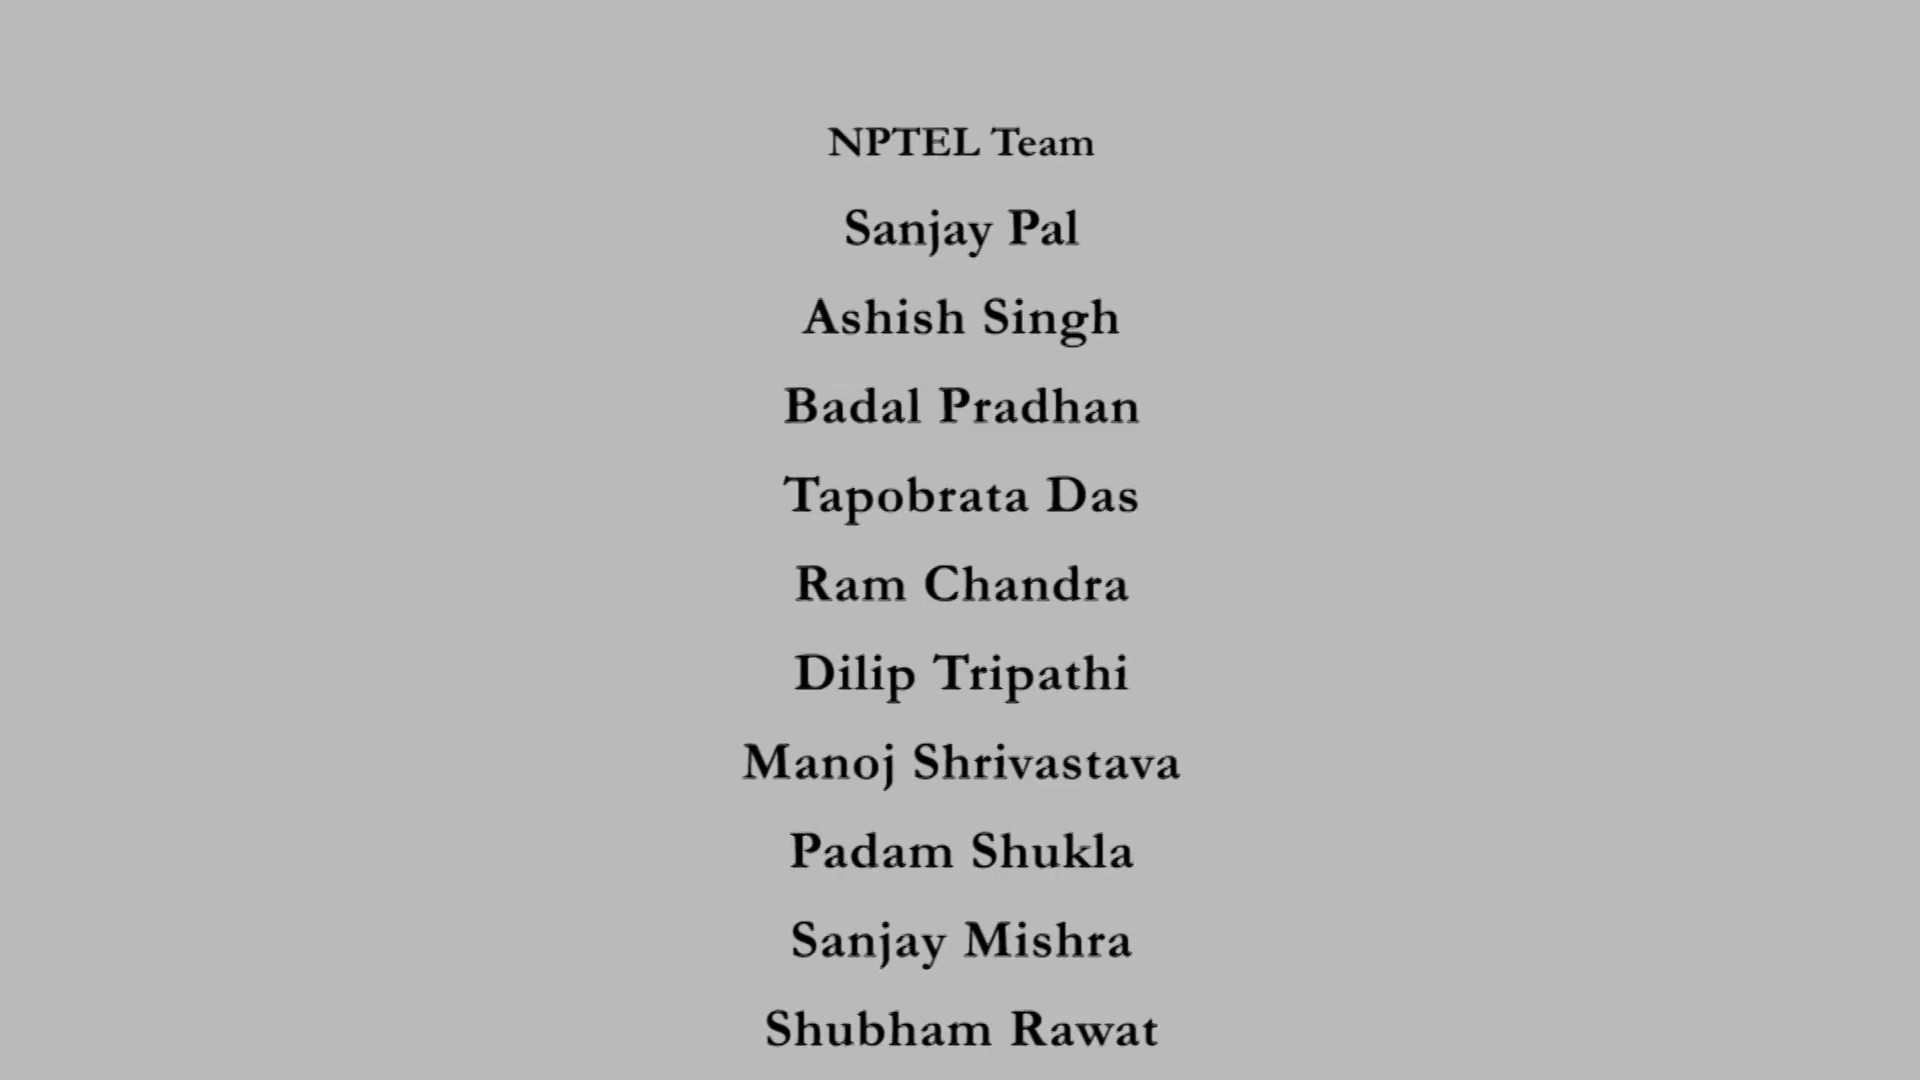 NPTEL Team
Sanjay Pal
Ashish Singh
Badal Pradhan
Tapobrata Das
Ram Chandra
Dilip Tripathi
Manoj Shrivastava
Padam Shukla
Sanjay Mishra
Shubham Rawat